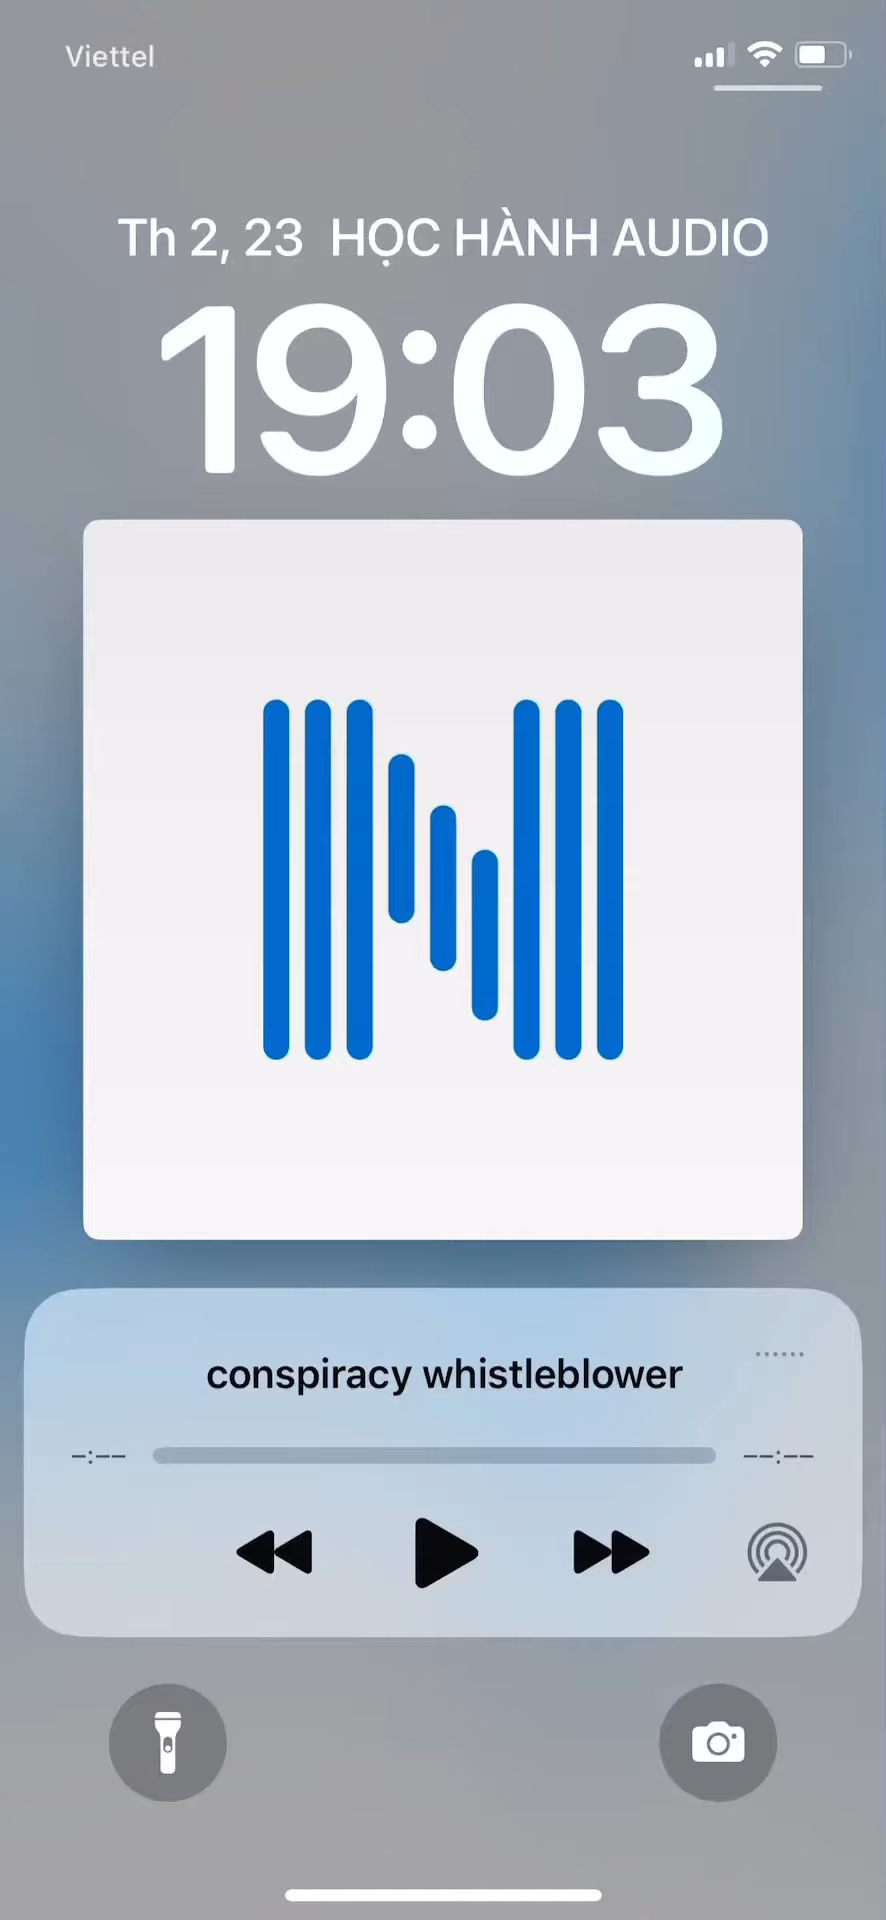 Viettel
Th 2, 23 HỌC HÀNH AUDIO
19:03
conspiracy whistleblower
-:--
--:--